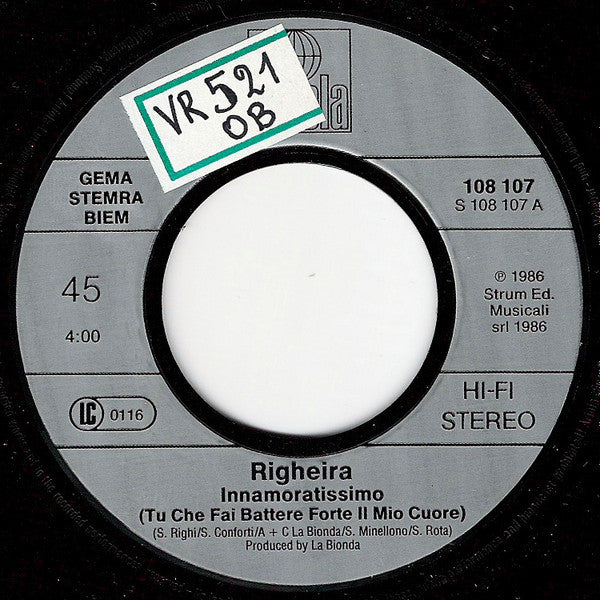 VR 521
OB
GEMA
STEMRA
BIEM
108 107
S 108 107 A
45
4:00
℗ 1986
Strum Ed.
Musicali
srl 1986
LC 0116
HI-FI
STEREO
Righeira
Innamoratissimo
(Tu Che Fai Battere Forte Il Mio Cuore)
(S. Righi/S. Conforti/A + C La Bionda/S. Minellono/S. Rota)
Produced by La Bionda